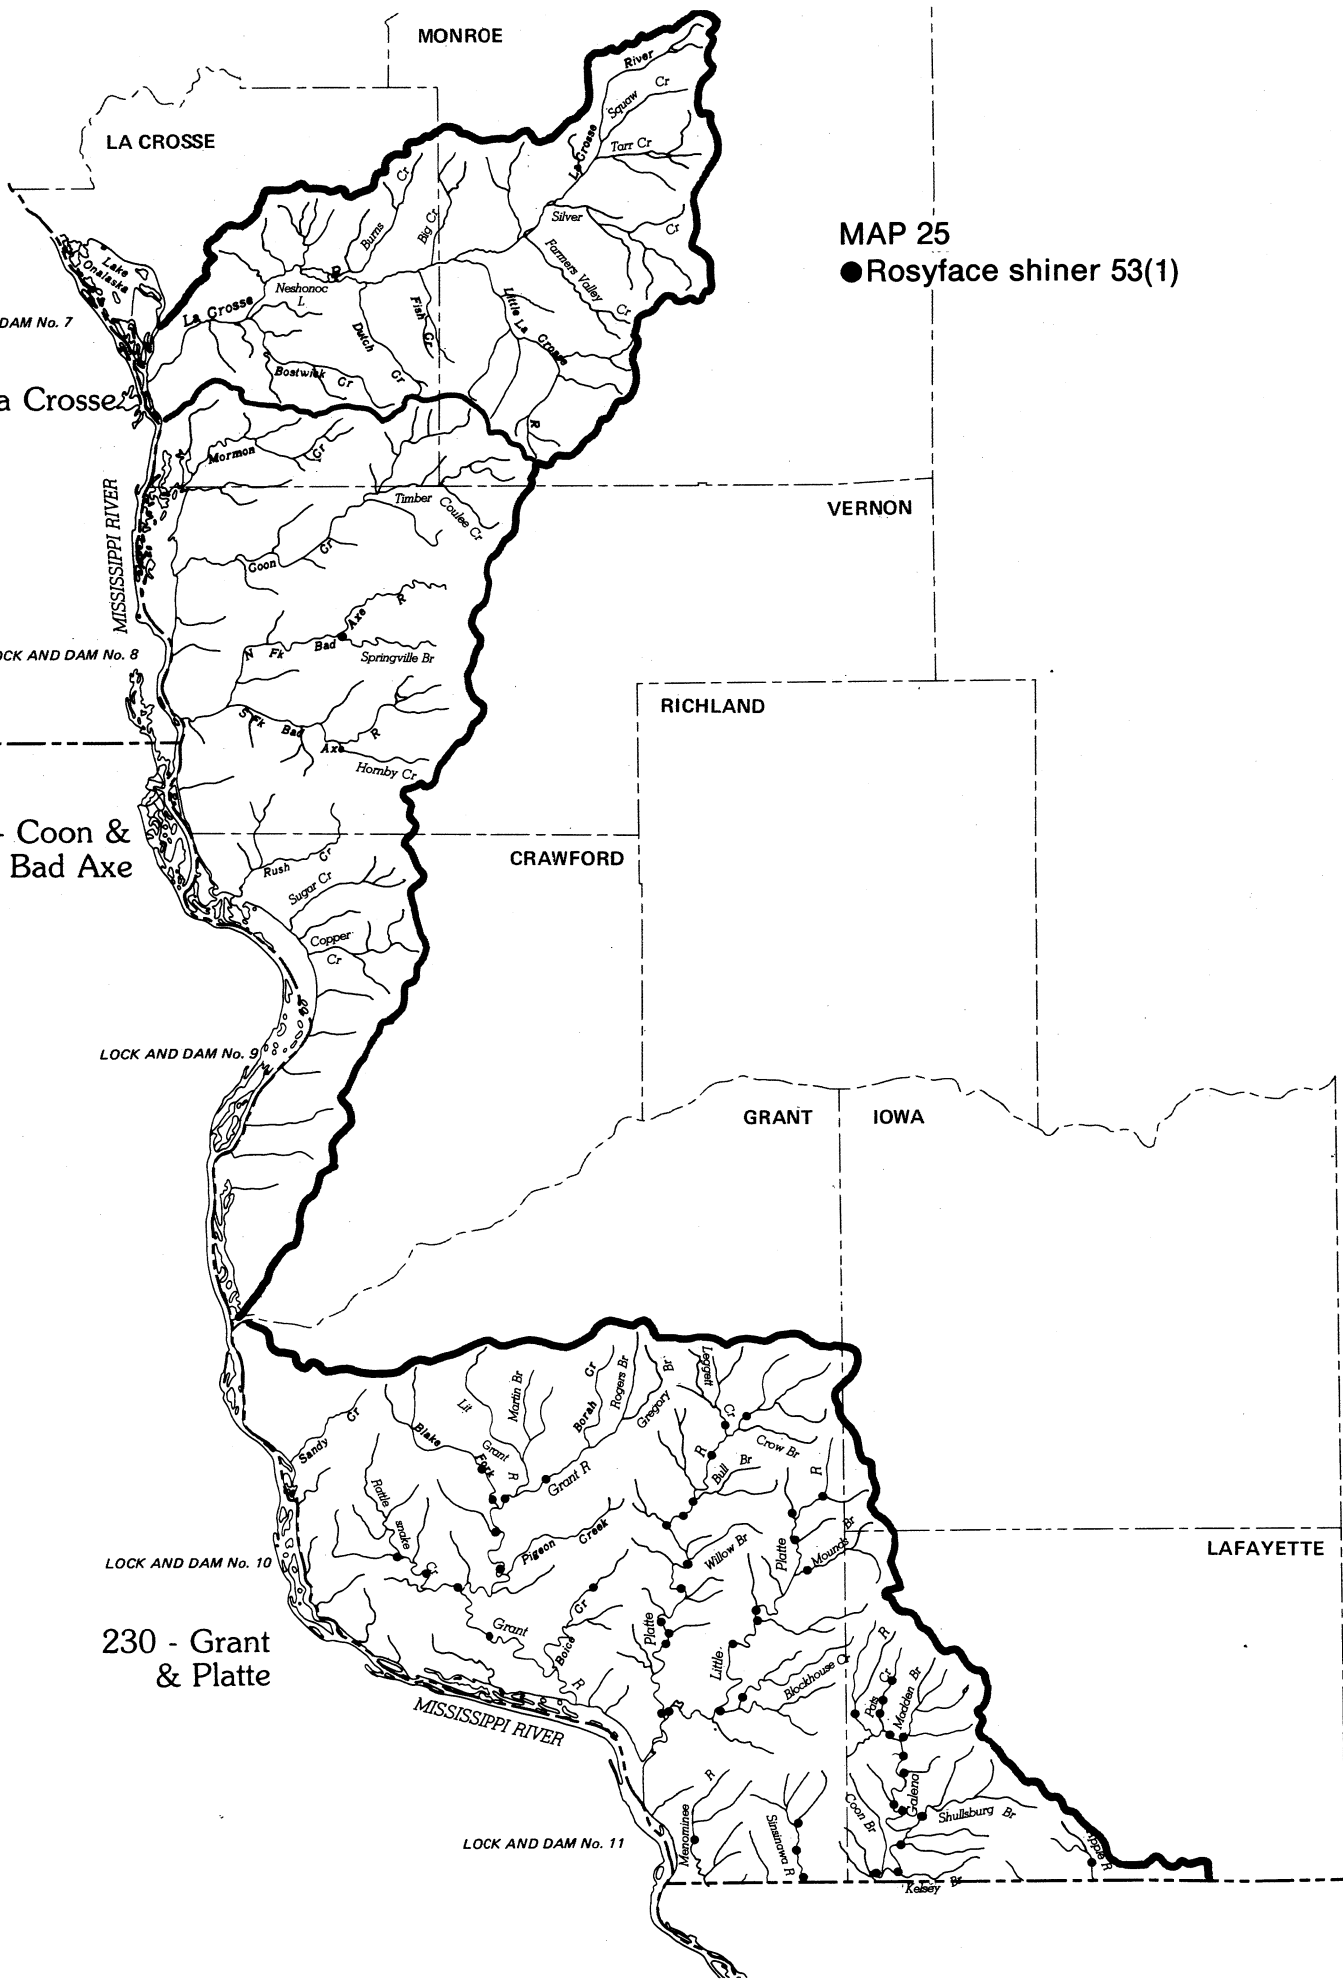 MONROE
River
Squaw Cr
LA CROSSE
La Crosse
Tarr Cr
Cr
Burns
Big Cr
Silver
Cr
MAP 25
●Rosyface shiner 53(1)
Lake
Onalaska
Farmers Valley Cr
Neshonoc
L
R
La Crosse
Fish Cr
Little La Crosse
R
DAM No. 7
Dutch
Cr
Bostwick Cr
a Crosse
Mormon Cr
Timber
Coulee Cr
VERNON
MISSISSIPPI RIVER
Coon Cr
Bad Axe R
N Fk
Springville Br
OCK AND DAM No. 8
RICHLAND
S Fk Bad Axe R
Hornby Cr
- Coon &
Bad Axe
CRAWFORD
Rush Cr
Sugar Cr
Copper
Cr
LOCK AND DAM No. 9
GRANT
IOWA
Leggett
Cr
Martin Br
Borah Cr
Rogers Br
Gregory Br
Lit
Grant
R
Sandy Cr
Blake
Fork
Crow Br
R
Bull Br
R
Grant R
Rattle
snake
Cr
Pigeon Creek
Willow Br
Platte
Mounds Br
LAFAYETTE
LOCK AND DAM No. 10
230 - Grant
& Platte
Grant
R
Boice Cr
Platte
Little
Blockhouse Cr
R
Pats Cr
Madden Br
MISSISSIPPI RIVER
R
Galena
Coon Br
Shullsburg Br
Menominee
Sinsinawa R
LOCK AND DAM No. 11
Apple R
Kelsey Br